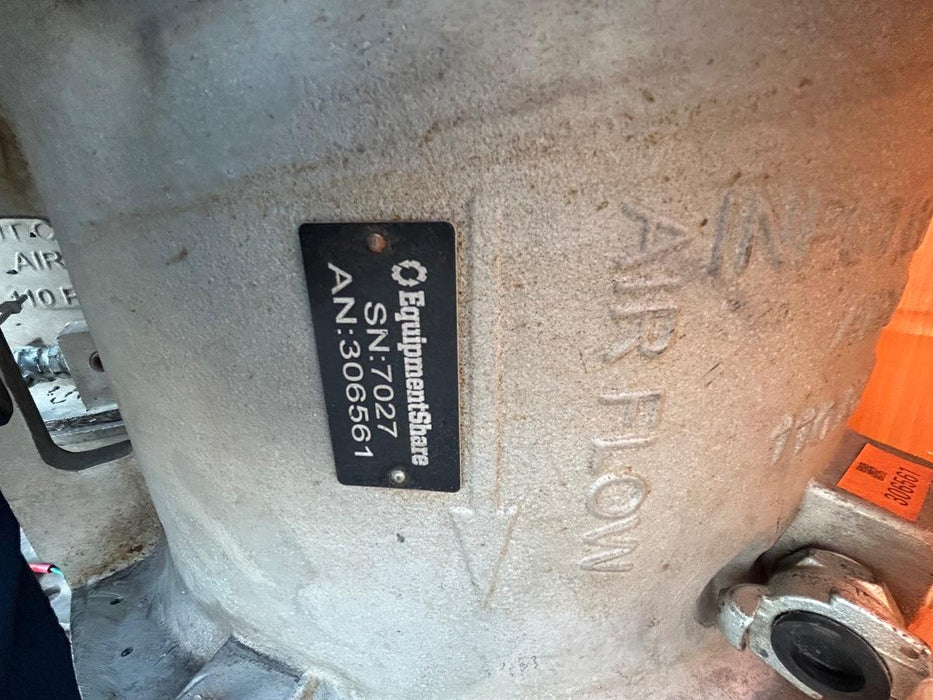 EquipmentShare
SN:7027
AN:306561
AIR FLOW
AIR
306561